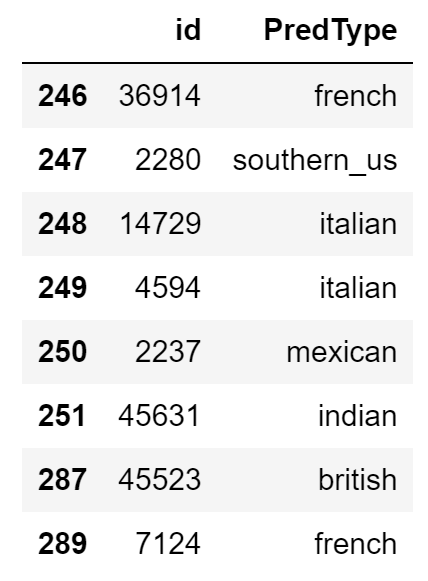 id PredType
246 36914 french
247 2280 southern_us
248 14729 italian
249 4594 italian
250 2237 mexican
251 45631 indian
287 45523 british
289 7124 french